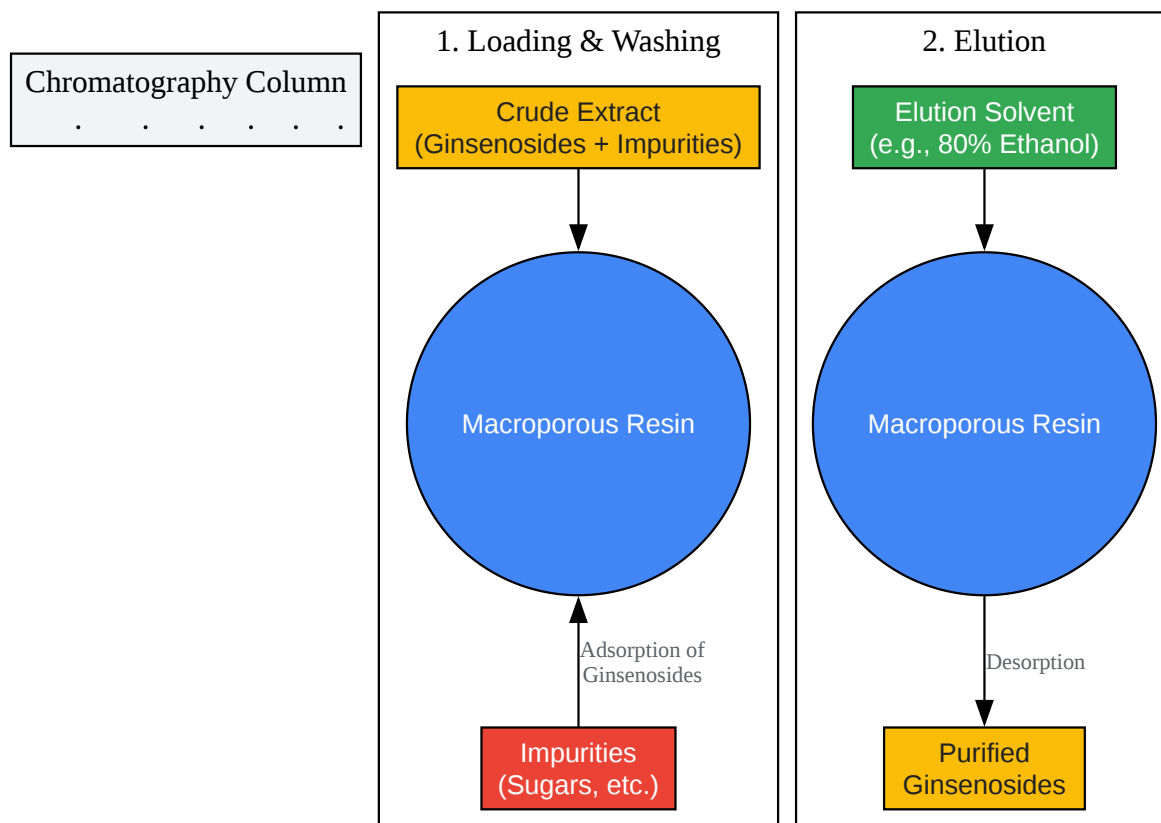 Chromatography Column
. . . . . .
1. Loading & Washing
Crude Extract
(Ginsenosides + Impurities)
Macroporous Resin
Adsorption of
Ginsenosides
Impurities
(Sugars, etc.)
2. Elution
Elution Solvent
(e.g., 80% Ethanol)
Macroporous Resin
Desorption
Purified
Ginsenosides